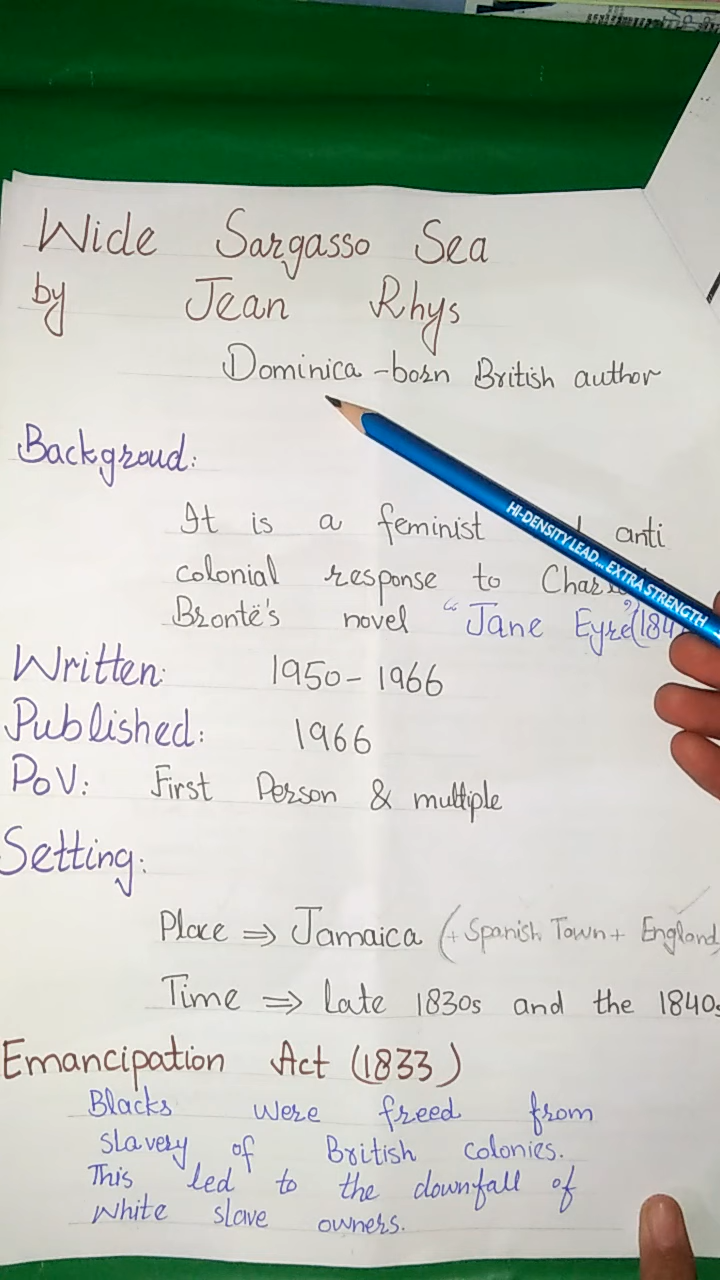 Wide Sargasso Sea
by Jean Rhys
Dominica-born British author
Backgroud:
It is a feminist anti
colonial response to
Brontë's novel "Jane Eyre"
Written: 1950-1966
Published: 1966
PoV: First Person & multiple
Setting:
Place ⇒ Jamaica (+ Spanish Town + England
Time ⇒ Late 1830s and the 1840s
Emancipation Act (1833)
Blacks were freed from
slavery of British colonies.
This led to the downfall of
White slave owners.
HI-DENSITY LEAD... EXTRA STRENGTH